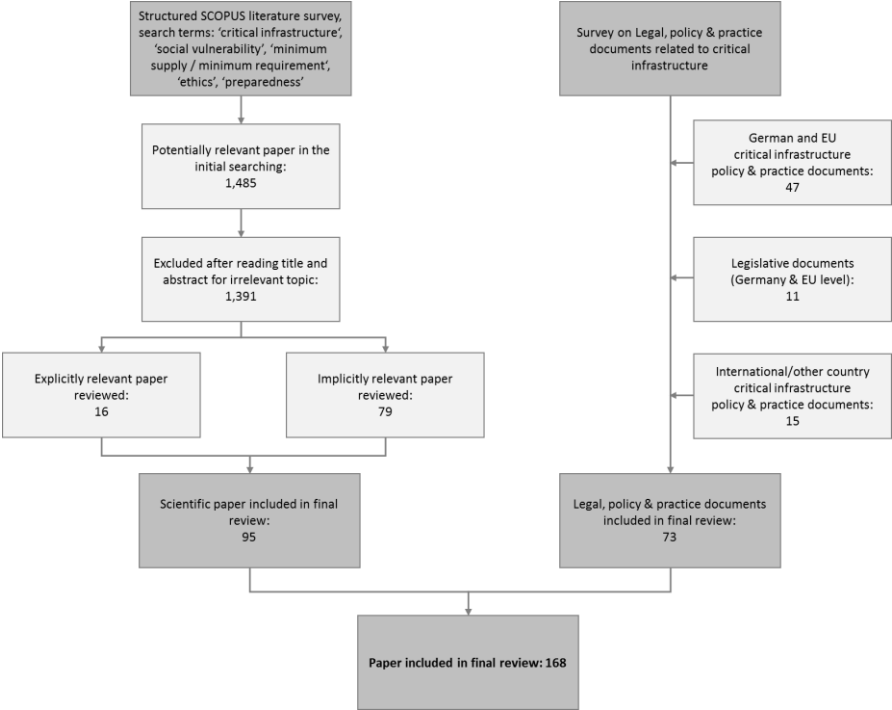 Structured SCOPUS literature survey,
search terms: ‘critical infrastructure‘,
‘social vulnerability’, ‘minimum
supply / minimum requirement‘,
‘ethics’, ‘preparedness’
Potentially relevant paper in the
initial searching:
1,485
Excluded after reading title and
abstract for irrelevant topic:
1,391
Explicitly relevant paper
reviewed:
16
Implicitly relevant paper
reviewed:
79
Scientific paper included in final
review:
95
Survey on Legal, policy & practice
documents related to critical
infrastructure
German and EU
critical infrastructure
policy & practice documents:
47
Legislative documents
(Germany & EU level):
11
International/other country
critical infrastructure
policy & practice documents:
15
Legal, policy & practice documents
included in final review:
73
Paper included in final review: 168